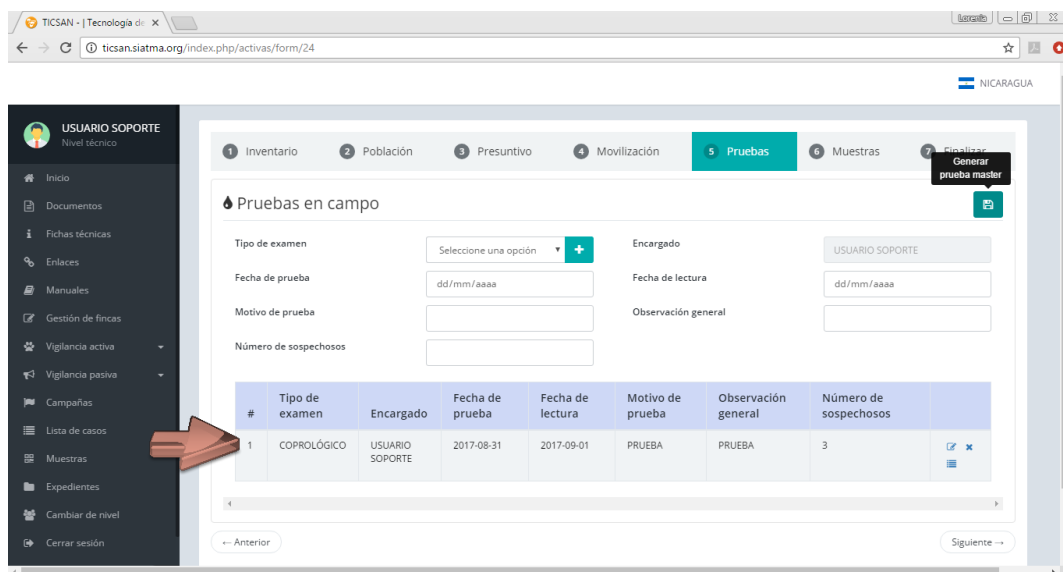 TICSAN - | Tecnología de
Lorenis
ticsan.siatma.org/index.php/activas/form/24
NICARAGUA
USUARIO SOPORTE
Nivel técnico
Inicio
Documentos
Fichas técnicas
Enlaces
Manuales
Gestión de fincas
Vigilancia activa
Vigilancia pasiva
Campañas
Lista de casos
Muestras
Expedientes
Cambiar de nivel
Cerrar sesión
1 Inventario 2 Población 3 Presuntivo 4 Movilización 5 Pruebas 6 Muestras 7 Finalizar
Generar
prueba master
Pruebas en campo
Tipo de examen Seleccione una opción + Encargado USUARIO SOPORTE
Fecha de prueba dd/mm/aaaa Fecha de lectura dd/mm/aaaa
Motivo de prueba Observación general
Número de sospechosos
# Tipo de examen Encargado Fecha de prueba Fecha de lectura Motivo de prueba Observación general Número de sospechosos
1 COPROLÓGICO USUARIO SOPORTE 2017-08-31 2017-09-01 PRUEBA PRUEBA 3
← Anterior Siguiente →